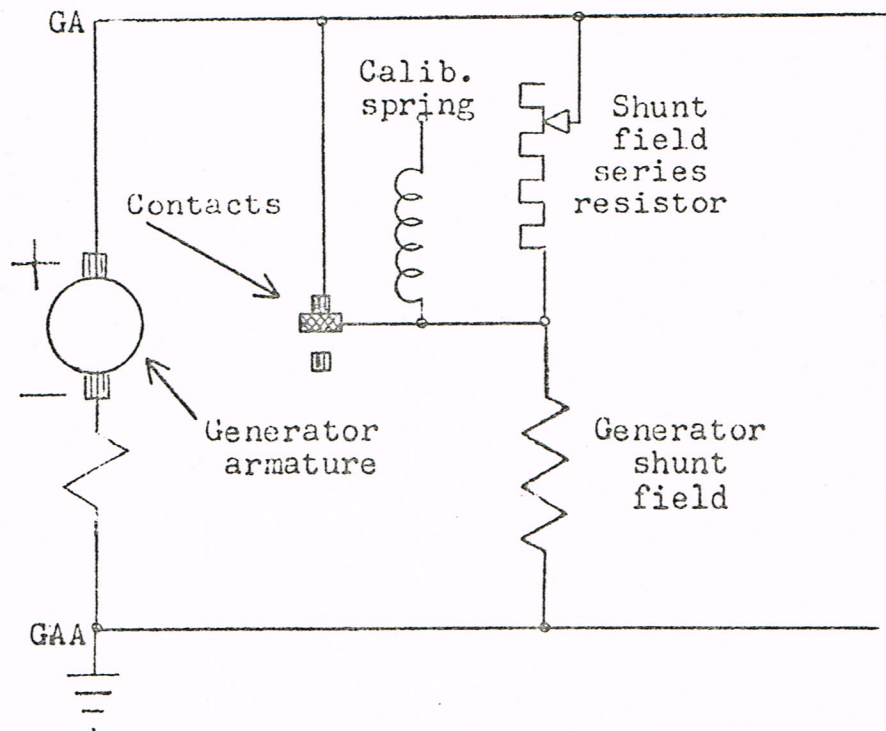 GA
Calib.
spring
Shunt
field
series
resistor
Contacts
+
−
Generator
armature
Generator
shunt
field
GAA